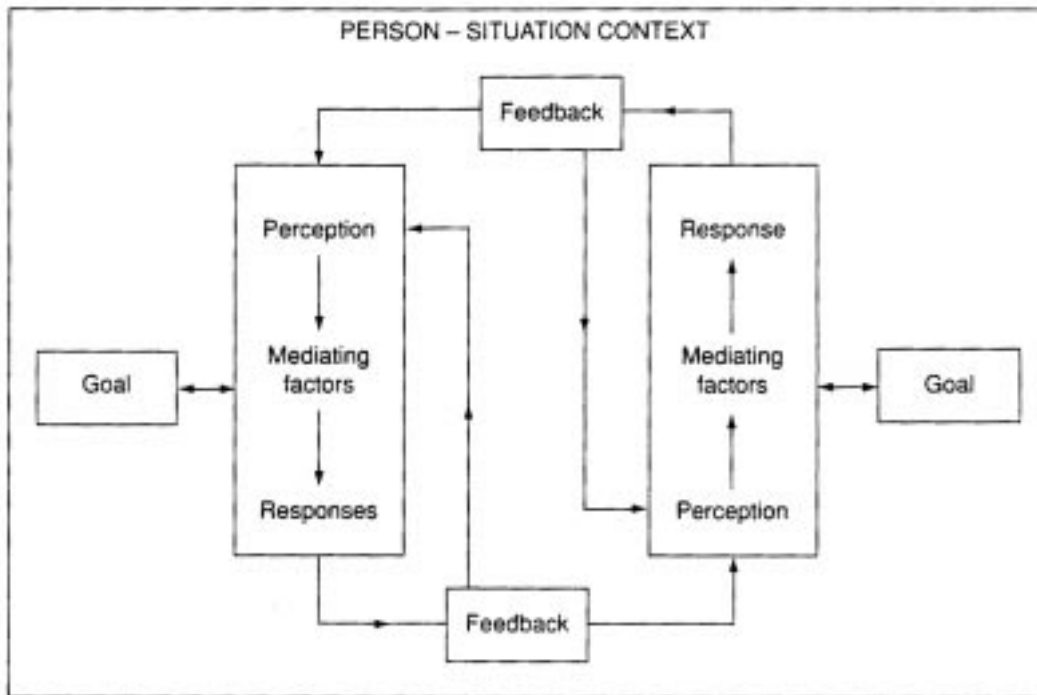 PERSON – SITUATION CONTEXT
Feedback
Perception
Mediating
factors
Responses
Goal
Response
Mediating
factors
Perception
Goal
Feedback